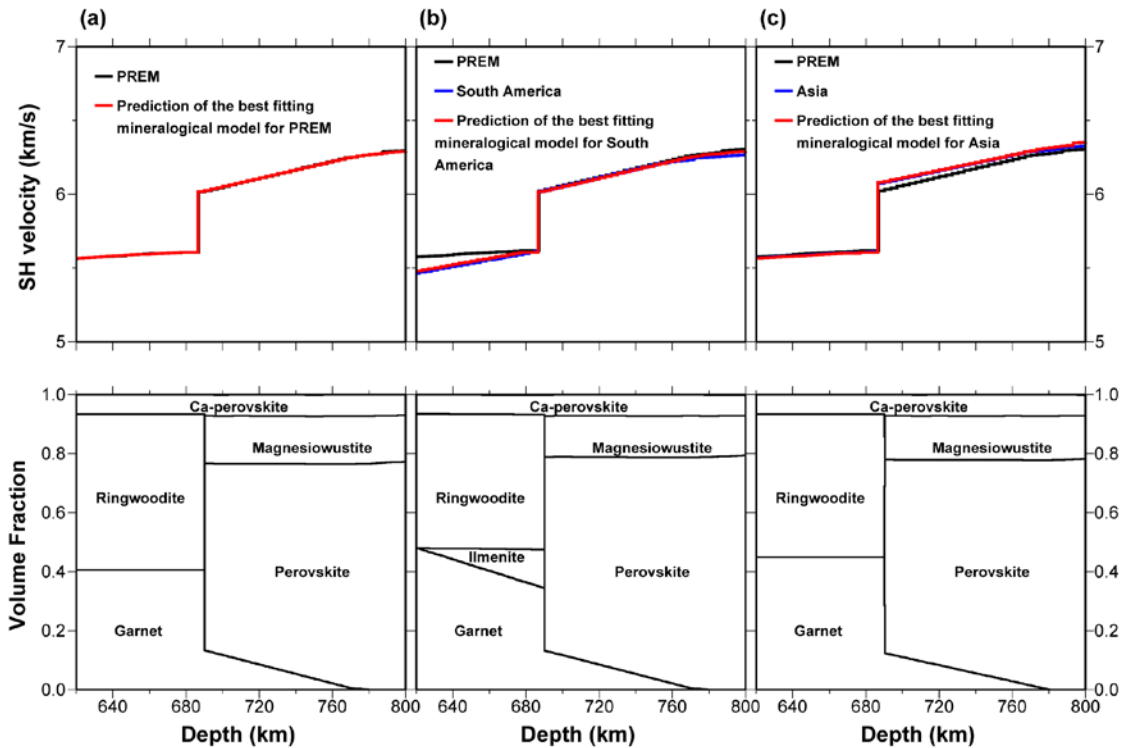 (a)
(b)
(c)
7
6
5
SH velocity (km/s)
PREM
Prediction of the best fitting
mineralogical model for PREM
PREM
South America
Prediction of the best fitting
mineralogical model for South
America
PREM
Asia
Prediction of the best fitting
mineralogical model for Asia
7
6
5
1.0
0.8
0.6
0.4
0.2
0.0
Volume Fraction
Ca-perovskite
Magnesiowustite
Ringwoodite
Perovskite
Garnet
Ca-perovskite
Magnesiowustite
Ringwoodite
Ilmenite
Perovskite
Garnet
Ca-perovskite
Magnesiowustite
Ringwoodite
Perovskite
Garnet
1.0
0.8
0.6
0.4
0.2
0.0
640 680 720 760 800
640 680 720 760 800
640 680 720 760 800
Depth (km)
Depth (km)
Depth (km)